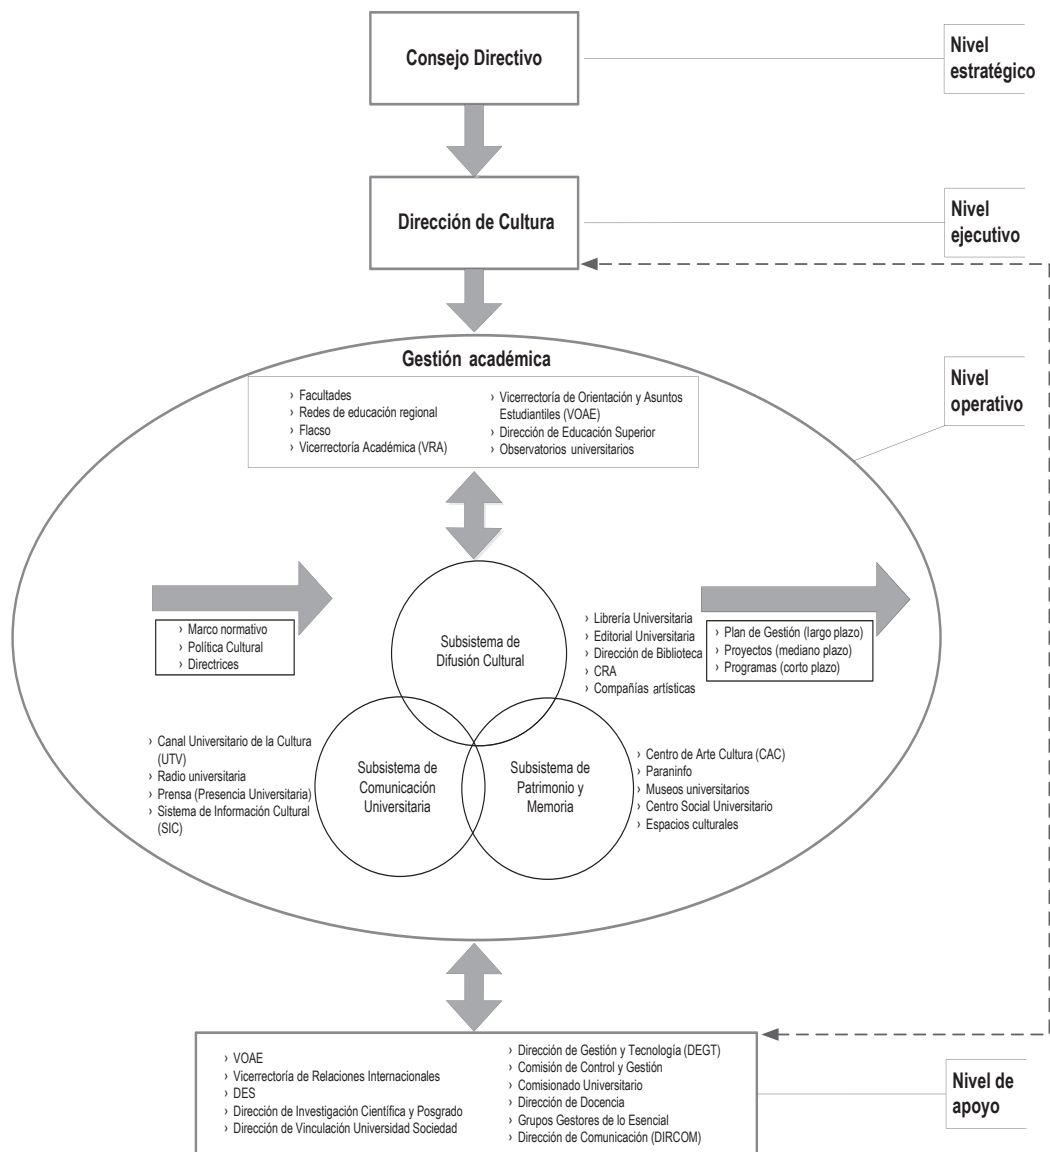 Consejo Directivo
Nivel
estratégico
Dirección de Cultura
Nivel
ejecutivo
Gestión académica
› Facultades
› Redes de educación regional
› Flacso
› Vicerrectoría Académica (VRA)
› Vicerrectoría de Orientación y Asuntos
Estudiantiles (VOAE)
› Dirección de Educación Superior
› Observatorios universitarios
Nivel
operativo
› Marco normativo
› Política Cultural
› Directrices
Subsistema de
Difusión Cultural
› Librería Universitaria
› Editorial Universitaria
› Dirección de Biblioteca
› CRA
› Compañías artísticas
› Plan de Gestión (largo plazo)
› Proyectos (mediano plazo)
› Programas (corto plazo)
› Canal Universitario de la Cultura
(UTV)
› Radio universitaria
› Prensa (Presencia Universitaria)
› Sistema de Información Cultural
(SIC)
Subsistema de
Comunicación
Universitaria
Subsistema de
Patrimonio y
Memoria
› Centro de Arte Cultura (CAC)
› Paraninfo
› Museos universitarios
› Centro Social Universitario
› Espacios culturales
› VOAE
› Vicerrectoría de Relaciones Internacionales
› DES
› Dirección de Investigación Científica y Posgrado
› Dirección de Vinculación Universidad Sociedad
› Dirección de Gestión y Tecnología (DEGT)
› Comisión de Control y Gestión
› Comisionado Universitario
› Dirección de Docencia
› Grupos Gestores de lo Esencial
› Dirección de Comunicación (DIRCOM)
Nivel de
apoyo